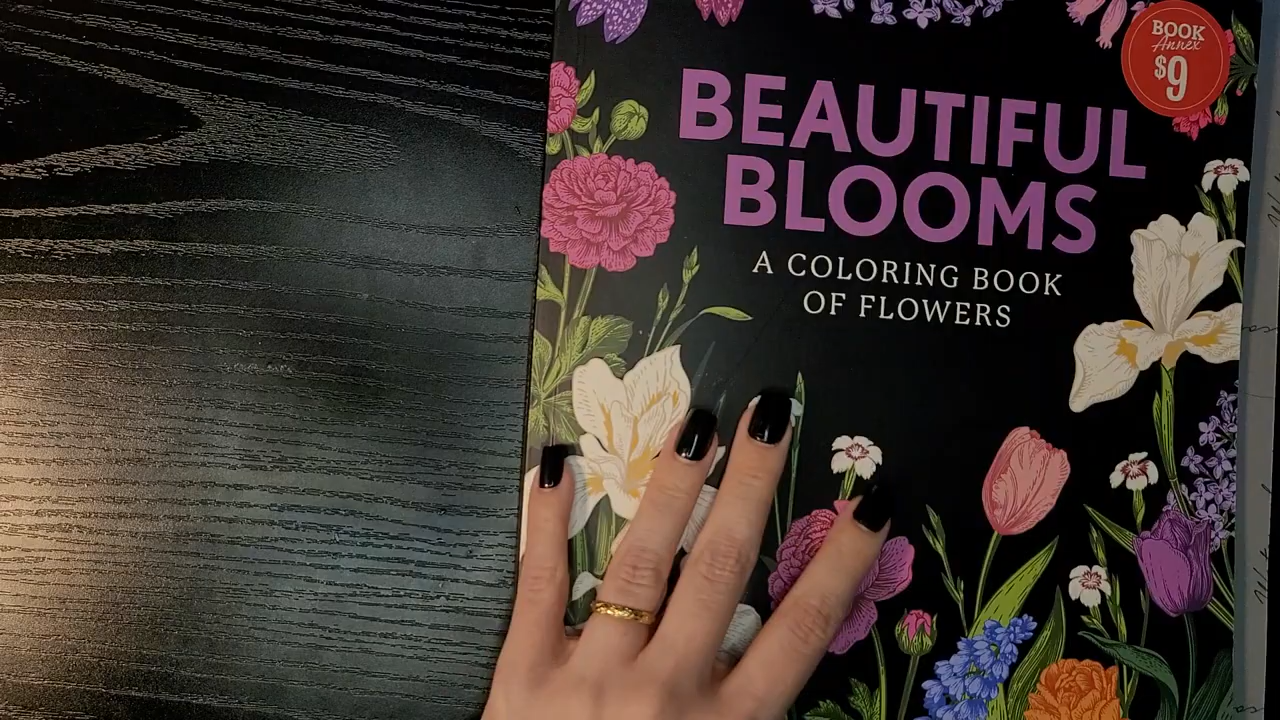 BOOK
Annex
$9
BEAUTIFUL
BLOOMS
A COLORING BOOK
OF FLOWERS